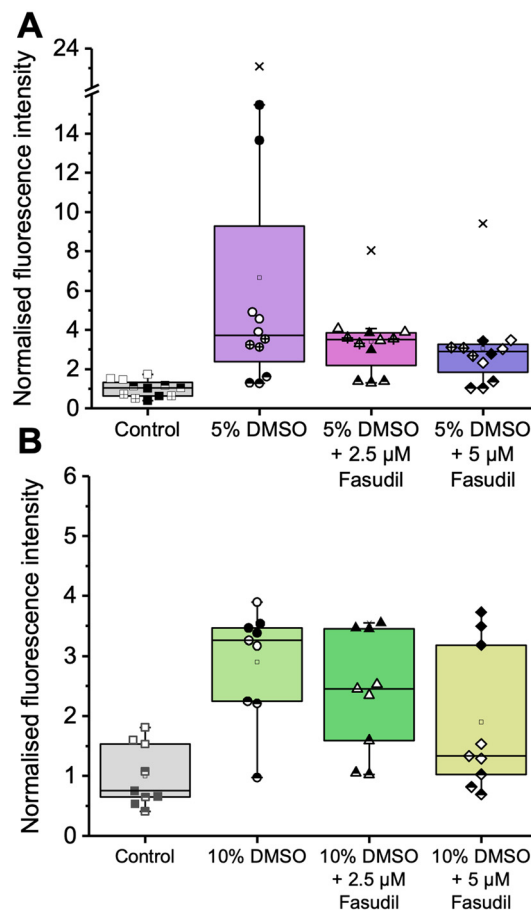 A
Normalised fluorescence intensity
24
14
12
10
8
6
4
2
0
Control
5% DMSO
5% DMSO
+ 2.5 µM
Fasudil
5% DMSO
+ 5 µM
Fasudil
B
Normalised fluorescence intensity
6
5
4
3
2
1
0
Control
10% DMSO
10% DMSO
+ 2.5 µM
Fasudil
10% DMSO
+ 5 µM
Fasudil